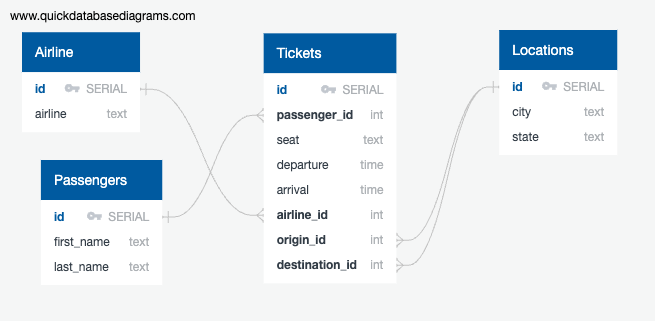 www.quickdatabasediagrams.com
Airline
id SERIAL
airline text
Passengers
id SERIAL
first_name text
last_name text
Tickets
id SERIAL
passenger_id int
seat text
departure time
arrival time
airline_id int
origin_id int
destination_id int
Locations
id SERIAL
city text
state text